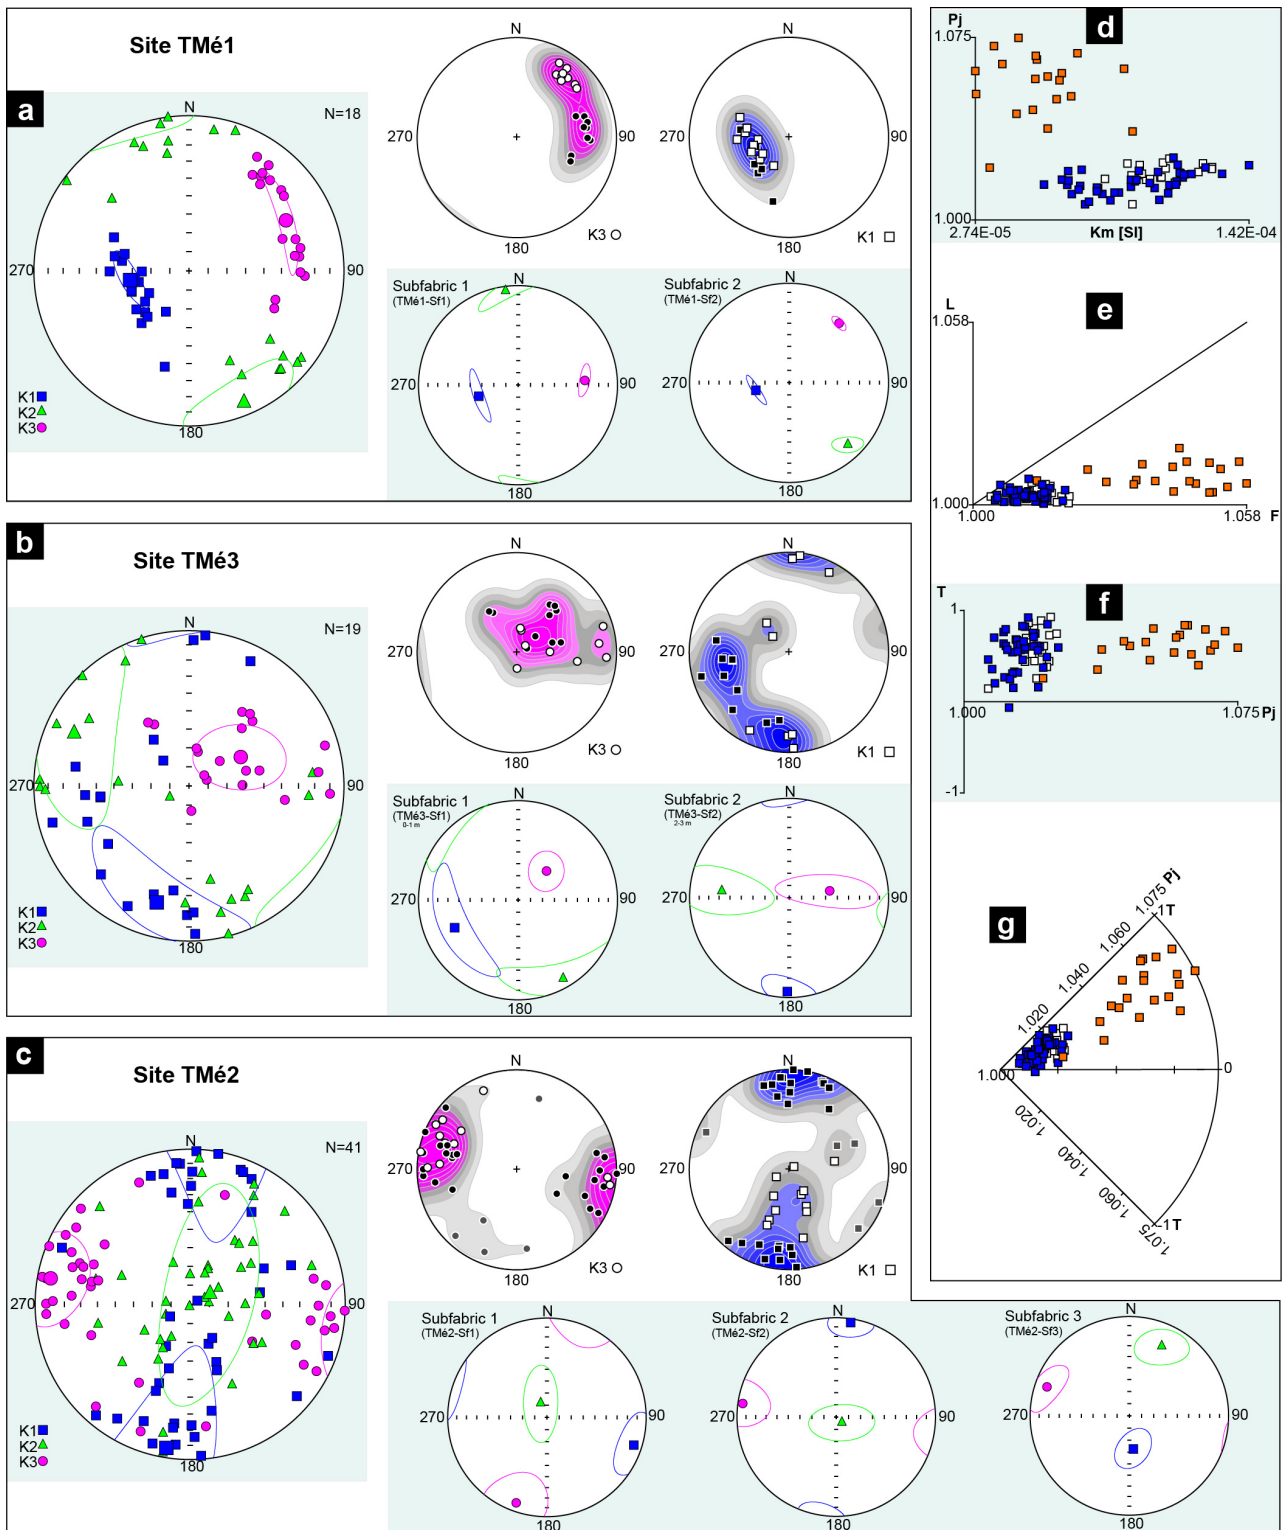 a
Site TMé1
N
N=18
270
90
180
K1
K2
K3
N
270
90
180
K3
N
270
90
180
K1
Subfabric 1
(TMé1-Sf1)
N
270
90
180
Subfabric 2
(TMé1-Sf2)
N
270
90
180
b
Site TMé3
N
N=19
270
90
180
K1
K2
K3
N
270
90
180
K3
N
270
90
180
K1
Subfabric 1
(TMé3-Sf1)
0-1 m
N
270
90
180
Subfabric 2
(TMé3-Sf2)
2-3 m
N
270
90
180
c
Site TMé2
N
N=41
270
90
180
K1
K2
K3
N
270
90
180
K3
N
270
90
180
K1
Subfabric 1
(TMé2-Sf1)
N
270
90
180
Subfabric 2
(TMé2-Sf2)
N
270
90
180
Subfabric 3
(TMé2-Sf3)
N
270
90
180
d
Pj
1.075
1.000
2.74E-05
Km [SI]
1.42E-04
e
L
1.058
1.000
1.000
1.058
F
f
T
1
1.000
1.075
Pj
-1
g
1.075 Pj
1T
1.060
1.040
1.020
1.000
0
1.020
1.040
1.060
1.075
-1T